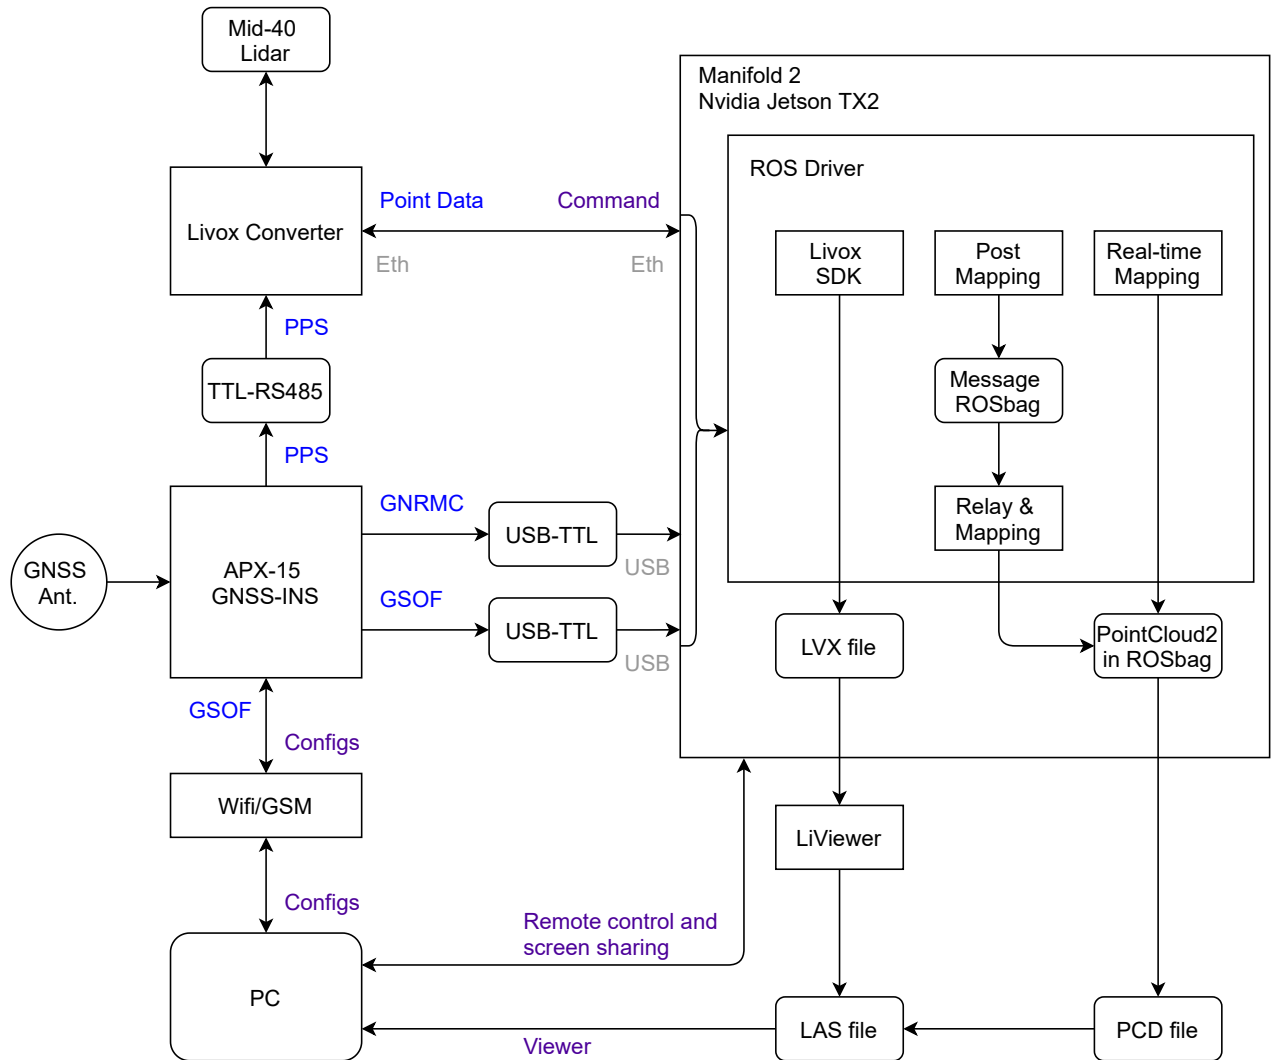 Mid-40
Lidar
Manifold 2
Nvidia Jetson TX2
ROS Driver
Livox Converter
Point Data
Command
Eth
Eth
Livox
SDK
Post
Mapping
Real-time
Mapping
PPS
TTL-RS485
Message
ROSbag
PPS
GNRMC
USB-TTL
USB
Relay &
Mapping
GNSS
Ant.
APX-15
GNSS-INS
GSOF
USB-TTL
USB
LVX file
PointCloud2
in ROSbag
GSOF
Configs
Wifi/GSM
LiViewer
Configs
Remote control and
screen sharing
PC
LAS file
PCD file
Viewer